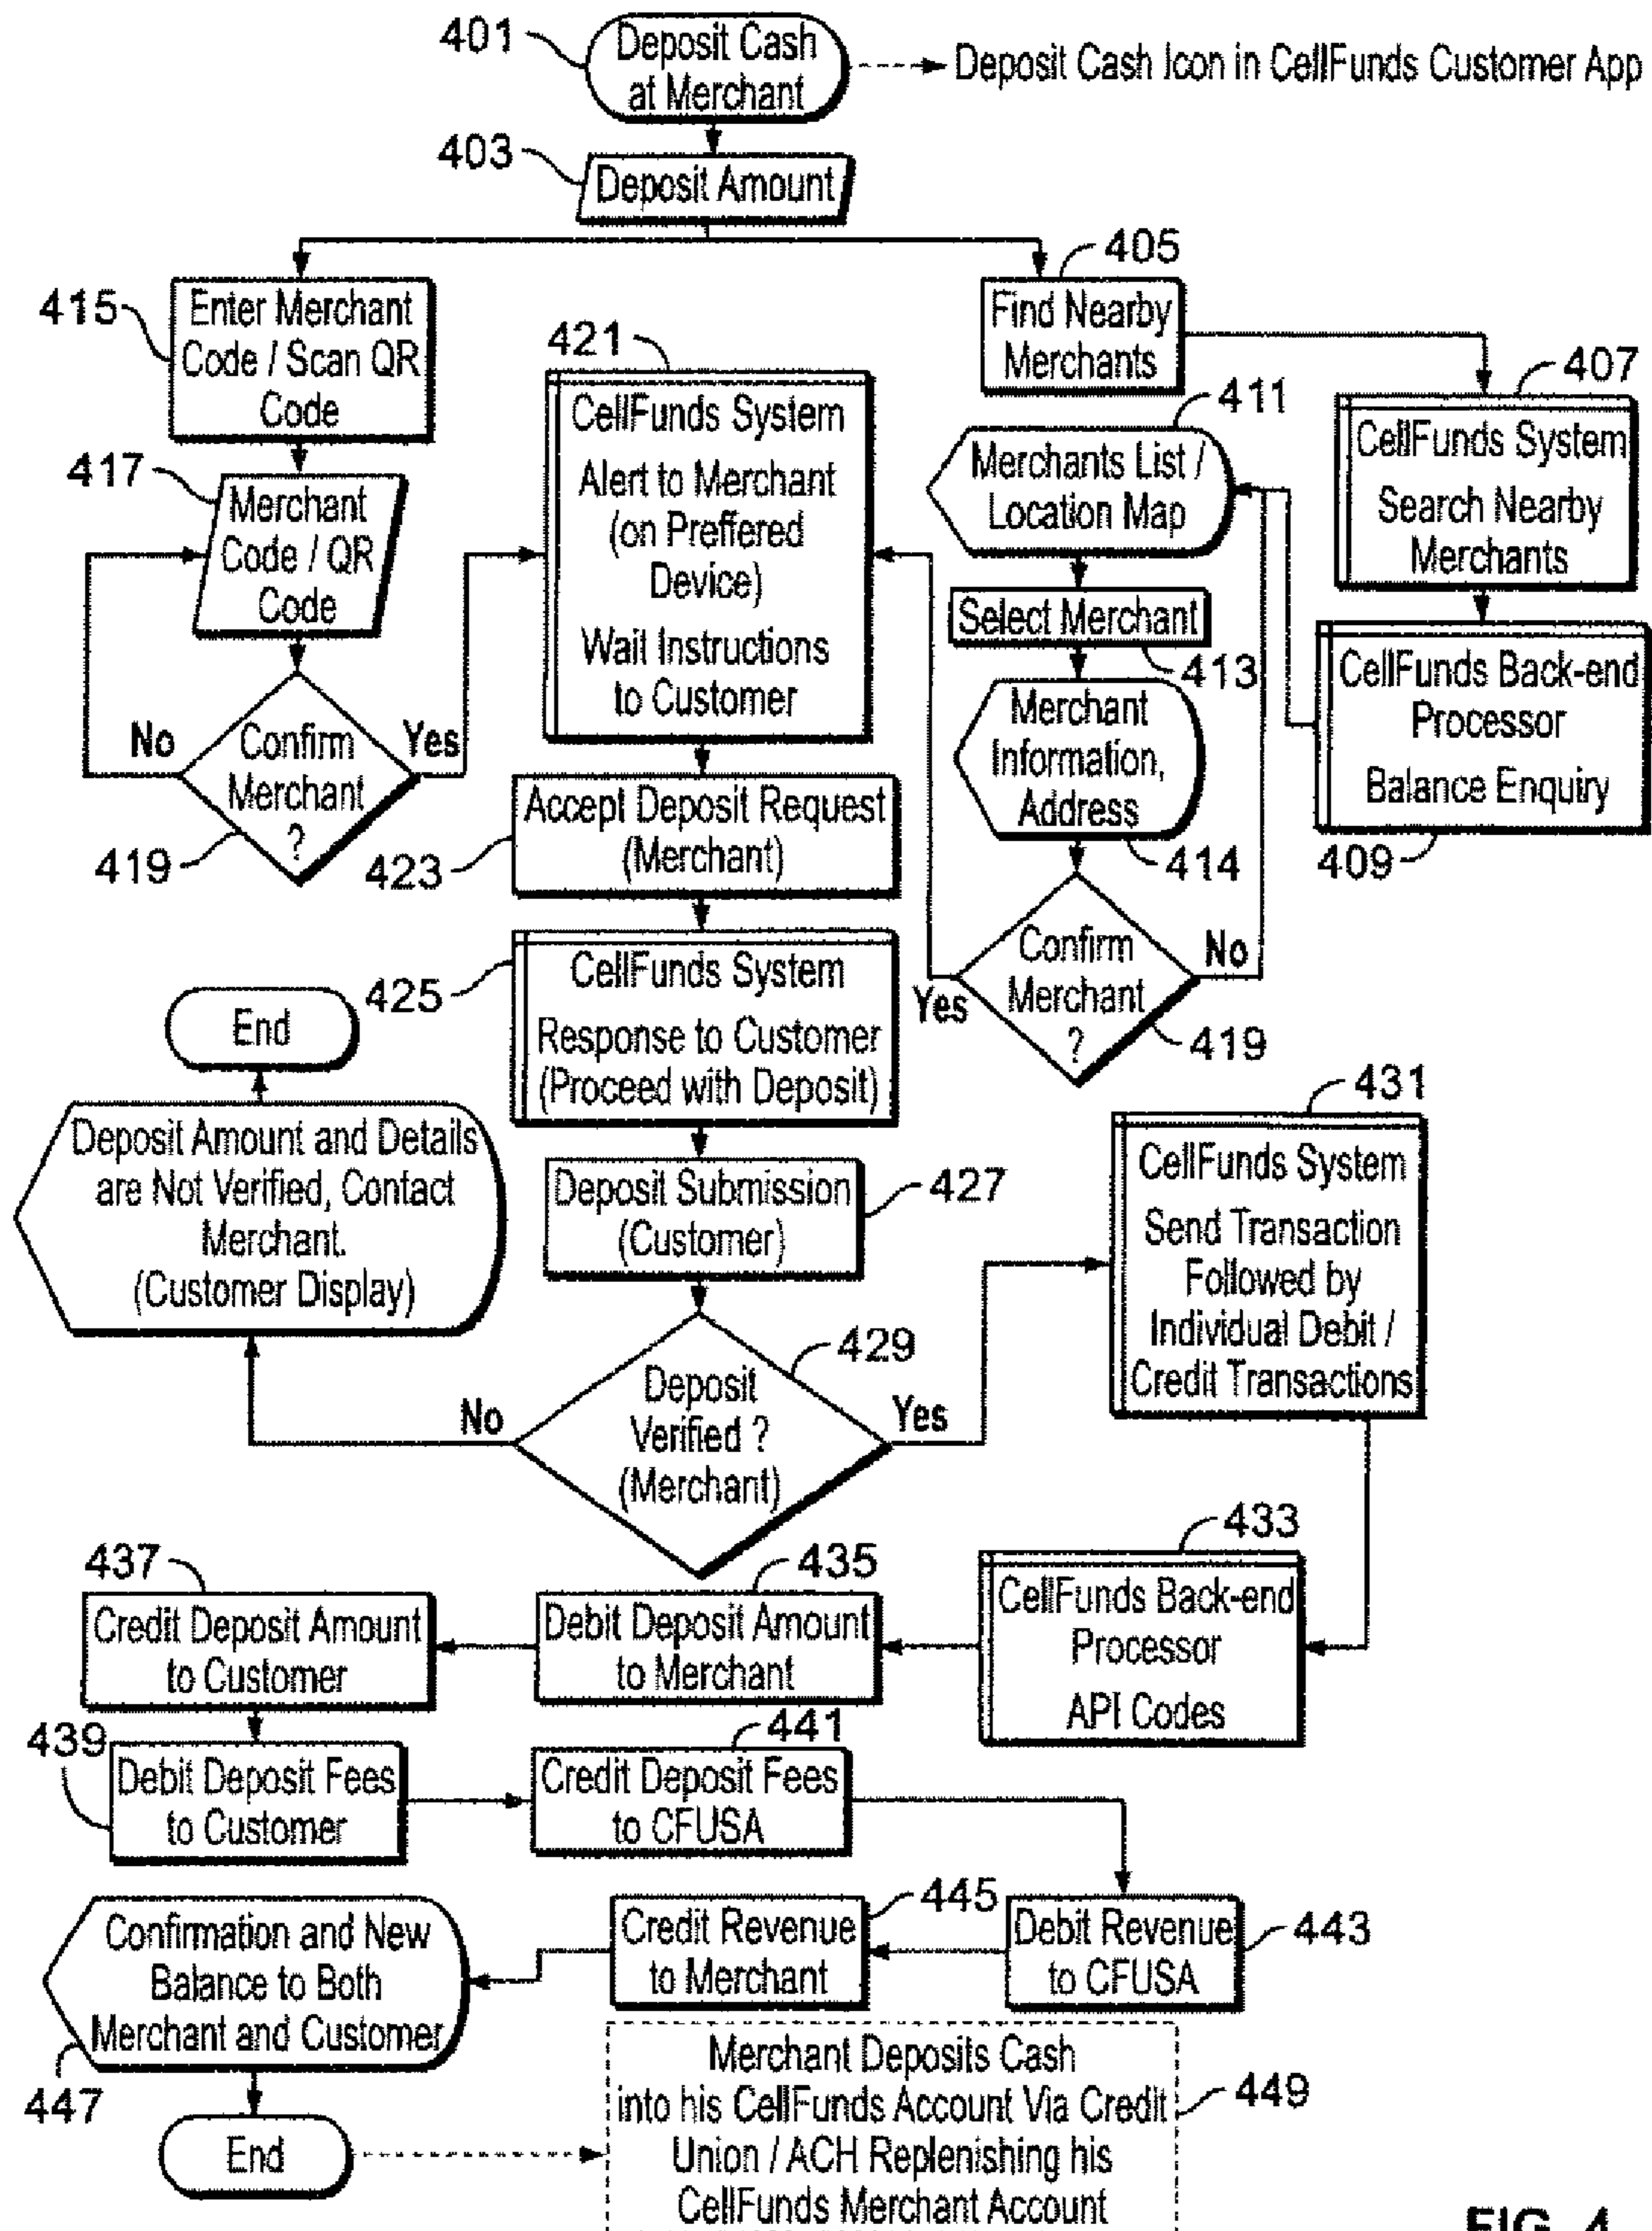 401
Deposit Cash
at Merchant
Deposit Cash Icon in CellFunds Customer App
403
Deposit Amount
415
Enter Merchant
Code / Scan QR
Code
405
Find Nearby
Merchants
407
CellFunds System
Search Nearby
Merchants
409
CellFunds Back-end
Processor
Balance Enquiry
411
Merchants List /
Location Map
Select Merchant
413
Merchant
Information,
Address
414
Confirm
Merchant
?
419
Yes
No
417
Merchant
Code / QR
Code
Confirm
Merchant
?
419
No
Yes
421
CellFunds System
Alert to Merchant
(on Preffered
Device)
Wait Instructions
to Customer
Accept Deposit Request
(Merchant)
423
CellFunds System
Response to Customer
(Proceed with Deposit)
425
Deposit Submission
(Customer)
427
Deposit
Verified ?
(Merchant)
429
No
Yes
Deposit Amount and Details
are Not Verified, Contact
Merchant.
(Customer Display)
End
431
CellFunds System
Send Transaction
Followed by
Individual Debit /
Credit Transactions
433
CellFunds Back-end
Processor
API Codes
435
Debit Deposit Amount
to Merchant
437
Credit Deposit Amount
to Customer
439
Debit Deposit Fees
to Customer
441
Credit Deposit Fees
to CFUSA
443
Debit Revenue
to CFUSA
445
Credit Revenue
to Merchant
Confirmation and New
Balance to Both
Merchant and Customer
447
End
Merchant Deposits Cash
into his CellFunds Account Via Credit
Union / ACH Replenishing his
CellFunds Merchant Account
449
FIG. 4